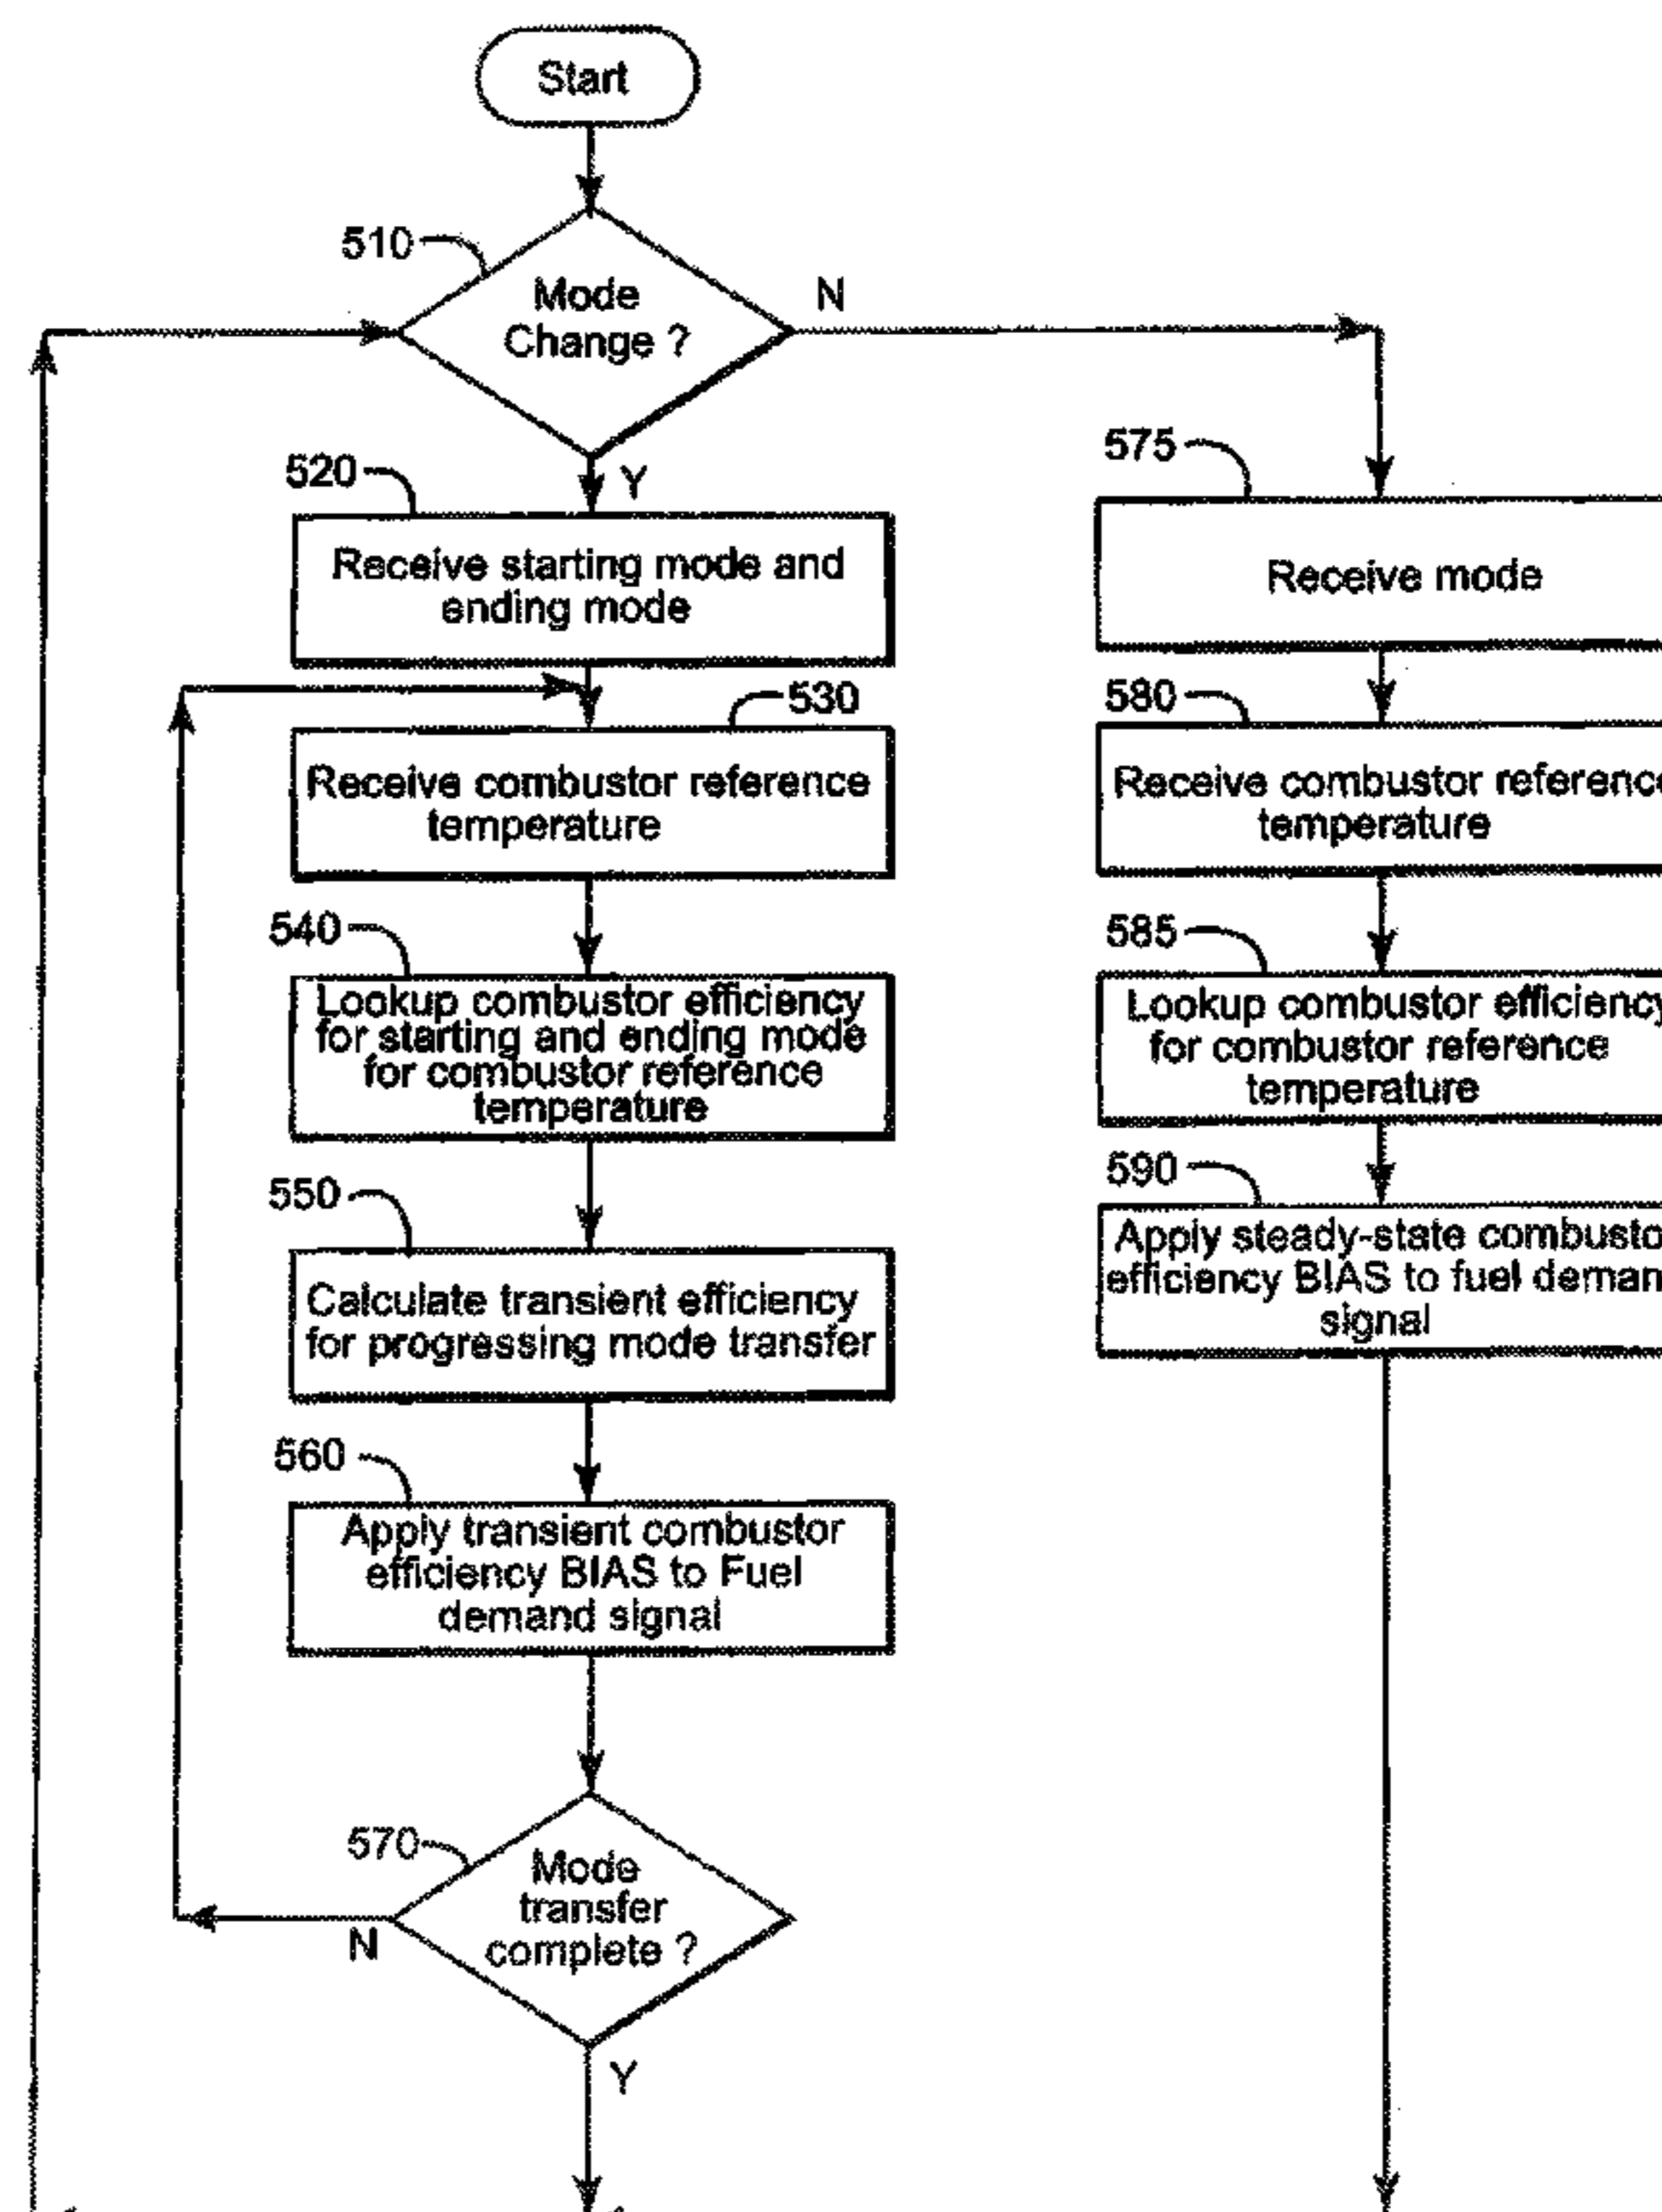 Start
510
Mode
Change ?
N
Y
520
Receive starting mode and
ending mode
530
Receive combustor reference
temperature
540
Lookup combustor efficiency
for starting and ending mode
for combustor reference
temperature
550
Calculate transient efficiency
for progressing mode transfer
560
Apply transient combustor
efficiency BIAS to Fuel
demand signal
570
Mode
transfer
complete ?
N
Y
575
Receive mode
580
Receive combustor referenc
temperature
585
Lookup combustor efficiency
for combustor reference
temperature
590
Apply steady-state combusto
efficiency BIAS to fuel deman
signal